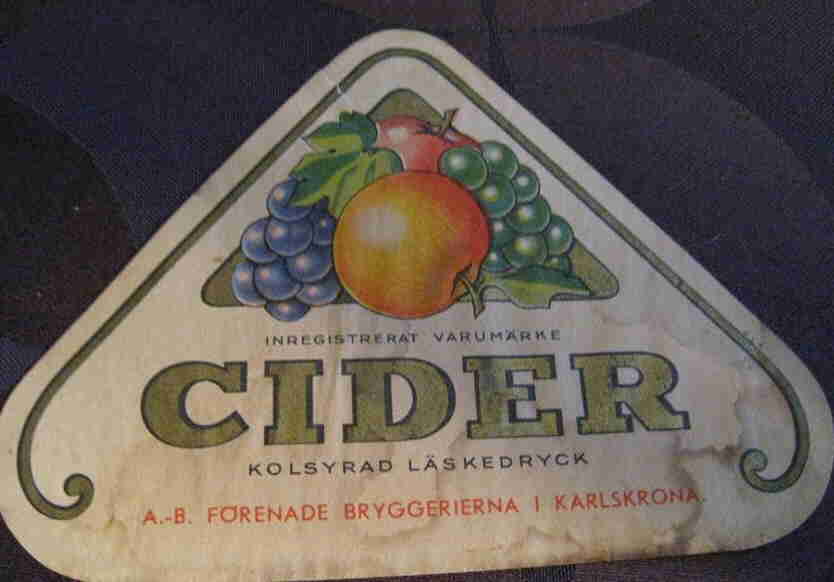 INREGISTRERAT VARUMÄRKE
CIDER
KOLSYRAD LÄSKEDRYCK
A.-B. FÖRENADE BRYGGERIERNA I KARLSKRONA.